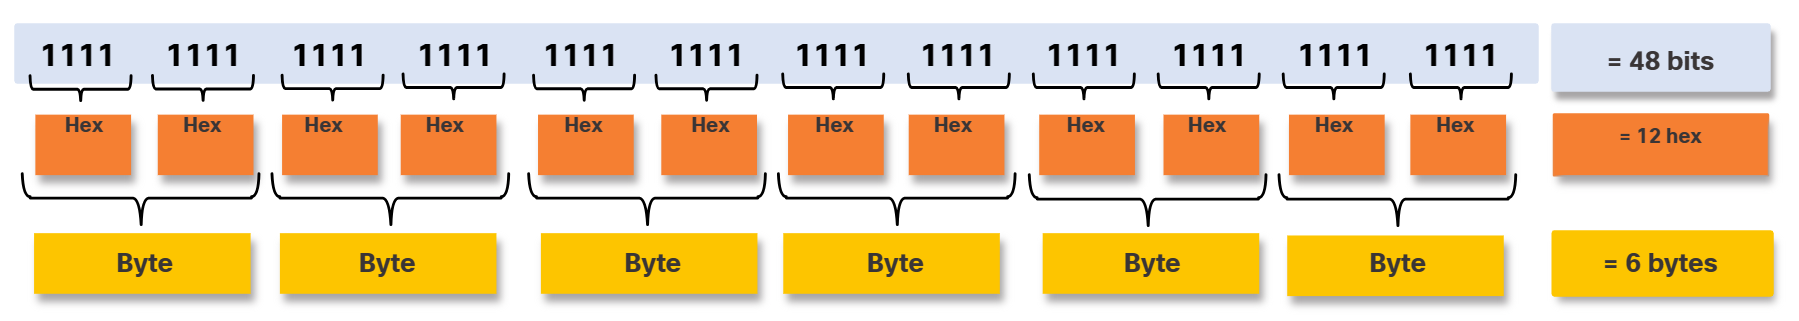 1111 1111 1111 1111 1111 1111 1111 1111 1111 1111 1111 1111 = 48 bits
Hex Hex Hex Hex Hex Hex Hex Hex Hex Hex Hex Hex = 12 hex
Byte Byte Byte Byte Byte Byte = 6 bytes